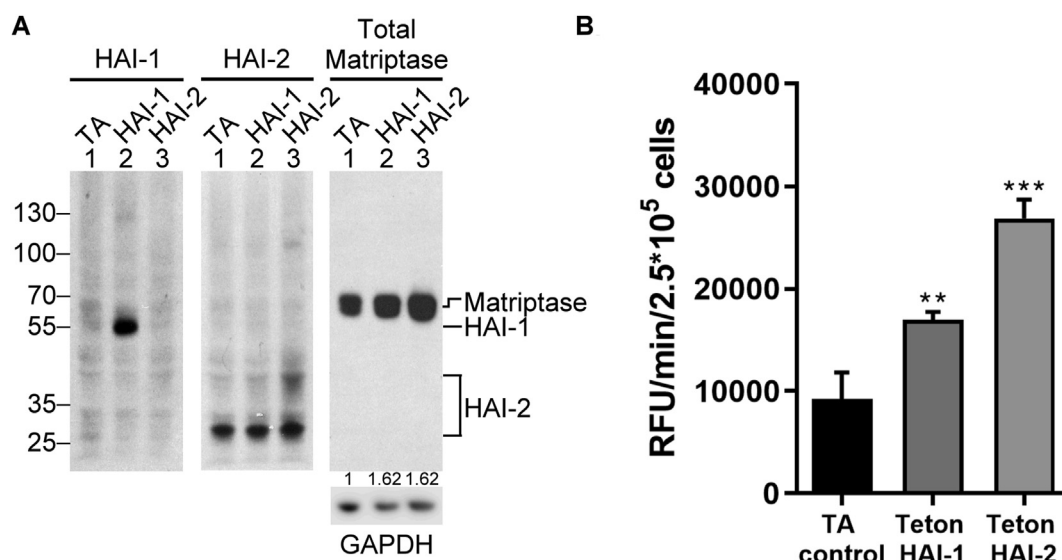 A
HAI-1
HAI-2
Total
Matriptase
TA HAI-1 HAI-2
TA HAI-1 HAI-2
TA HAI-1 HAI-2
1 2 3
1 2 3
1 2 3
130
100
70
55
35
25
Matriptase
HAI-1
HAI-2
1 1.62 1.62
GAPDH
B
RFU/min/2.5*10⁵ cells
40000
30000
20000
10000
0
**
***
TA
control
Teton
HAI-1
Teton
HAI-2